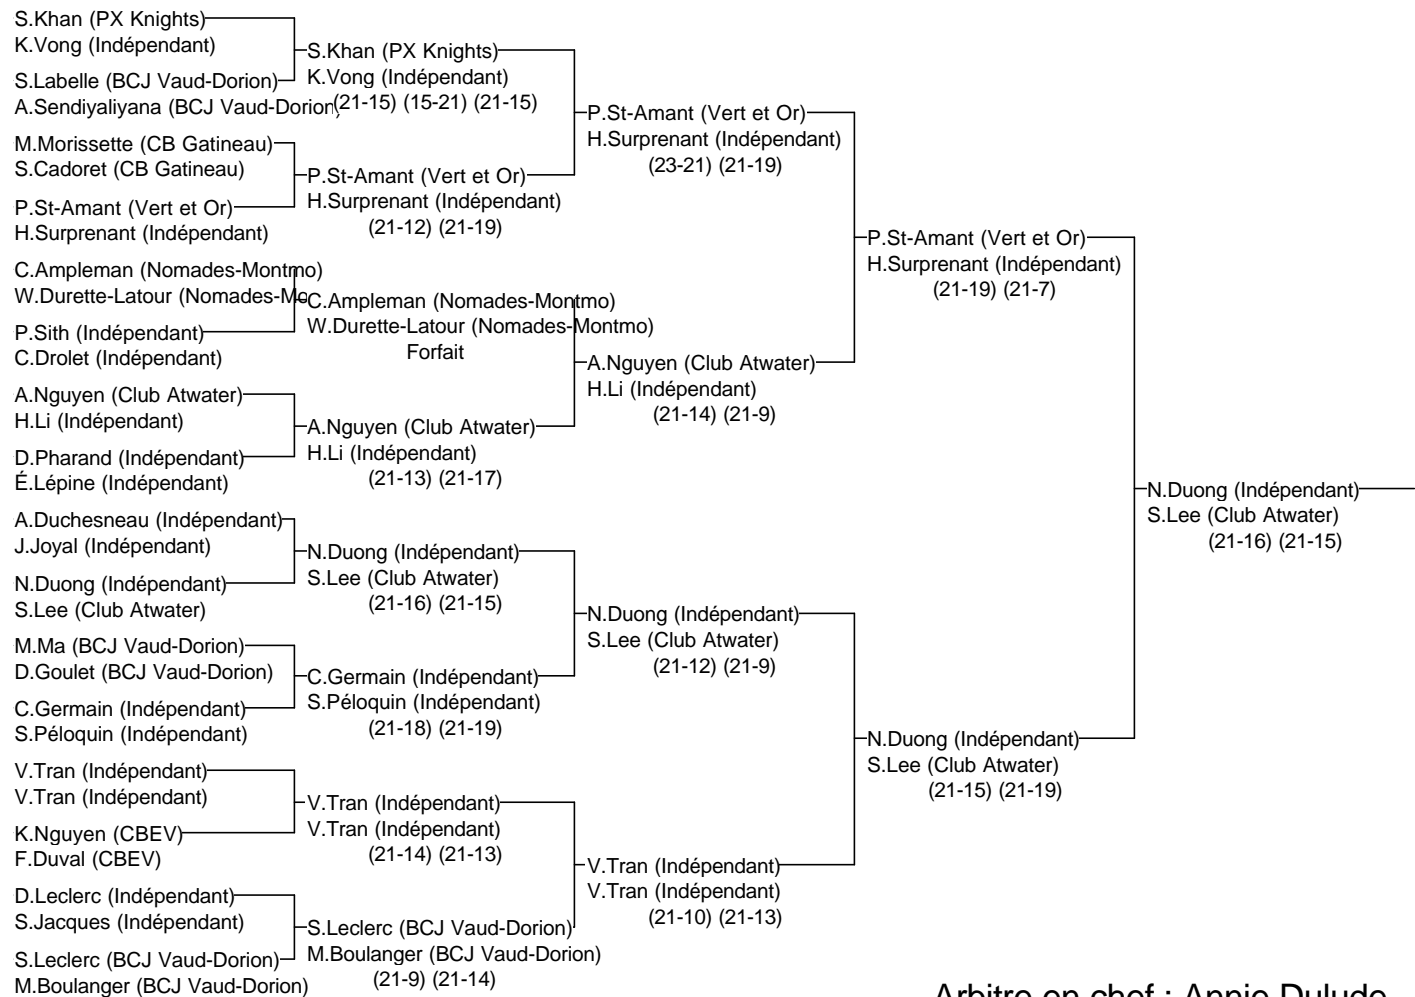 S.Khan (PX Knights)
K.Vong (Indépendant)
S.Labelle (BCJ Vaud-Dorion)
A.Sendiyaliyana (BCJ Vaud-Dorion)
M.Morissette (CB Gatineau)
S.Cadoret (CB Gatineau)
P.St-Amant (Vert et Or)
H.Surprenant (Indépendant)
C.Ampleman (Nomades-Montmo)
W.Durette-Latour (Nomades-Mo
P.Sith (Indépendant)
C.Drolet (Indépendant)
A.Nguyen (Club Atwater)
H.Li (Indépendant)
D.Pharand (Indépendant)
É.Lépine (Indépendant)
A.Duchesneau (Indépendant)
J.Joyal (Indépendant)
N.Duong (Indépendant)
S.Lee (Club Atwater)
M.Ma (BCJ Vaud-Dorion)
D.Goulet (BCJ Vaud-Dorion)
C.Germain (Indépendant)
S.Péloquin (Indépendant)
V.Tran (Indépendant)
V.Tran (Indépendant)
K.Nguyen (CBEV)
F.Duval (CBEV)
D.Leclerc (Indépendant)
S.Jacques (Indépendant)
S.Leclerc (BCJ Vaud-Dorion)
M.Boulanger (BCJ Vaud-Dorion)
S.Khan (PX Knights)
K.Vong (Indépendant)
(21-15) (15-21) (21-15)
P.St-Amant (Vert et Or)
H.Surprenant (Indépendant)
(21-12) (21-19)
C.Ampleman (Nomades-Montmo)
W.Durette-Latour (Nomades-Montmo)
Forfait
A.Nguyen (Club Atwater)
H.Li (Indépendant)
(21-13) (21-17)
N.Duong (Indépendant)
S.Lee (Club Atwater)
(21-16) (21-15)
C.Germain (Indépendant)
S.Péloquin (Indépendant)
(21-18) (21-19)
V.Tran (Indépendant)
V.Tran (Indépendant)
(21-14) (21-13)
S.Leclerc (BCJ Vaud-Dorion)
M.Boulanger (BCJ Vaud-Dorion)
(21-9) (21-14)
P.St-Amant (Vert et Or)
H.Surprenant (Indépendant)
(23-21) (21-19)
A.Nguyen (Club Atwater)
H.Li (Indépendant)
(21-14) (21-9)
N.Duong (Indépendant)
S.Lee (Club Atwater)
(21-12) (21-9)
V.Tran (Indépendant)
V.Tran (Indépendant)
(21-10) (21-13)
P.St-Amant (Vert et Or)
H.Surprenant (Indépendant)
(21-19) (21-7)
N.Duong (Indépendant)
S.Lee (Club Atwater)
(21-15) (21-19)
N.Duong (Indépendant)
S.Lee (Club Atwater)
(21-16) (21-15)
Arbitre en chef : Annie Dulude